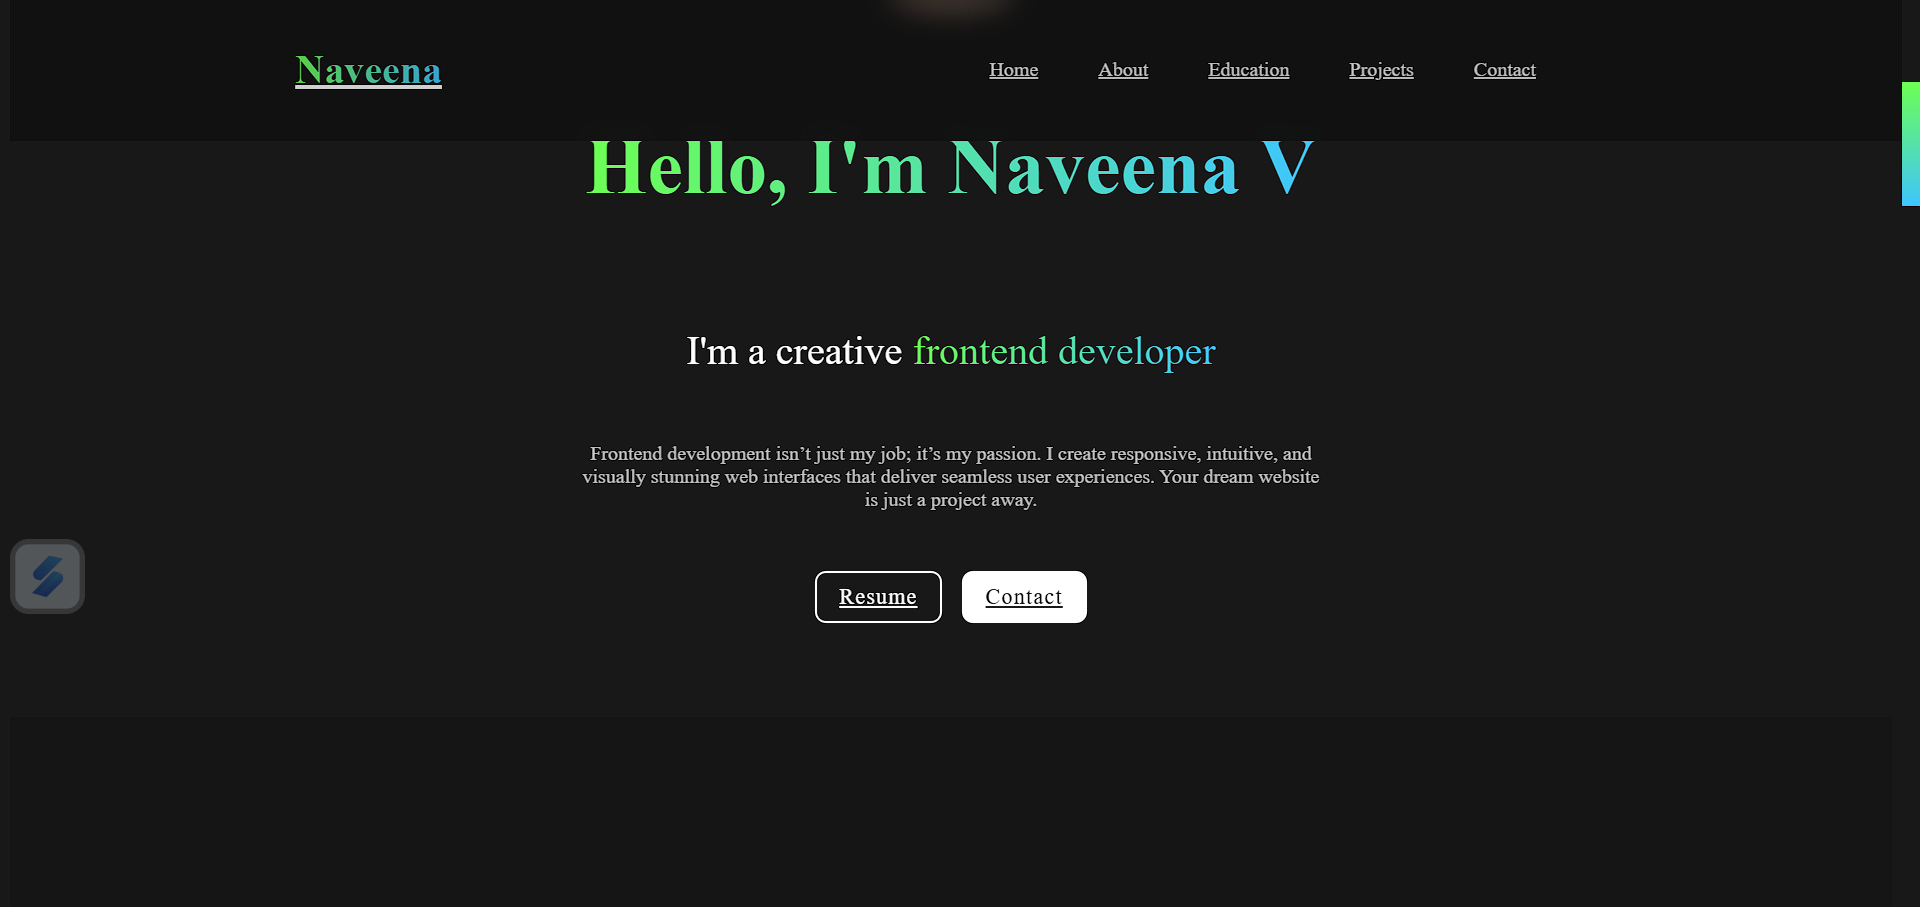 Naveena
Home About Education Projects Contact
Hello, I'm Naveena V
I'm a creative frontend developer
Frontend development isn’t just my job; it’s my passion. I create responsive, intuitive, and
visually stunning web interfaces that deliver seamless user experiences. Your dream website
is just a project away.
Resume Contact